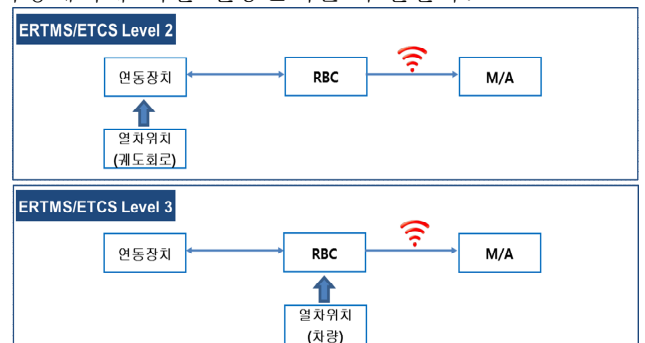 ERTMS/ETCS Level 2
연동장치
RBC
M/A
열차위치
(궤도회로)
ERTMS/ETCS Level 3
연동장치
RBC
M/A
열차위치
(차량)